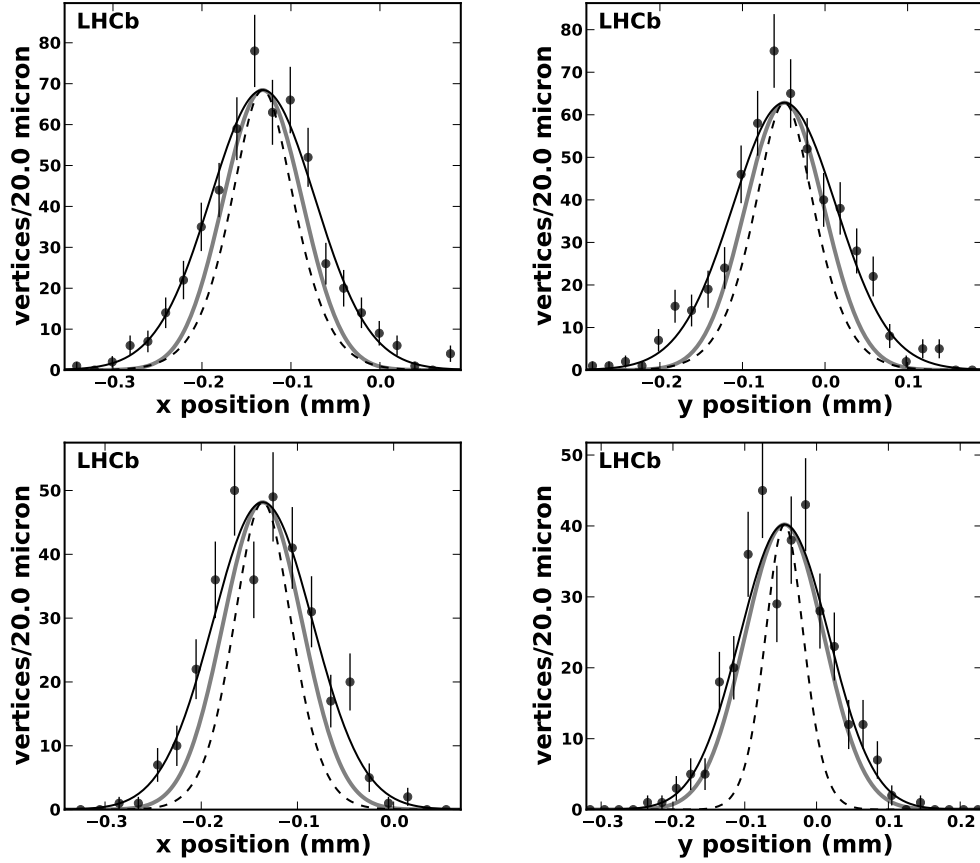 LHCb
vertices/20.0 micron
80
70
60
50
40
30
20
10
0
−0.3 −0.2 −0.1 0.0
x position (mm)
LHCb
vertices/20.0 micron
80
70
60
50
40
30
20
10
0
−0.2 −0.1 0.0 0.1
y position (mm)
LHCb
vertices/20.0 micron
50
40
30
20
10
0
−0.3 −0.2 −0.1 0.0
x position (mm)
LHCb
vertices/20.0 micron
50
40
30
20
10
0
−0.3 −0.2 −0.1 0.0 0.1 0.2
y position (mm)